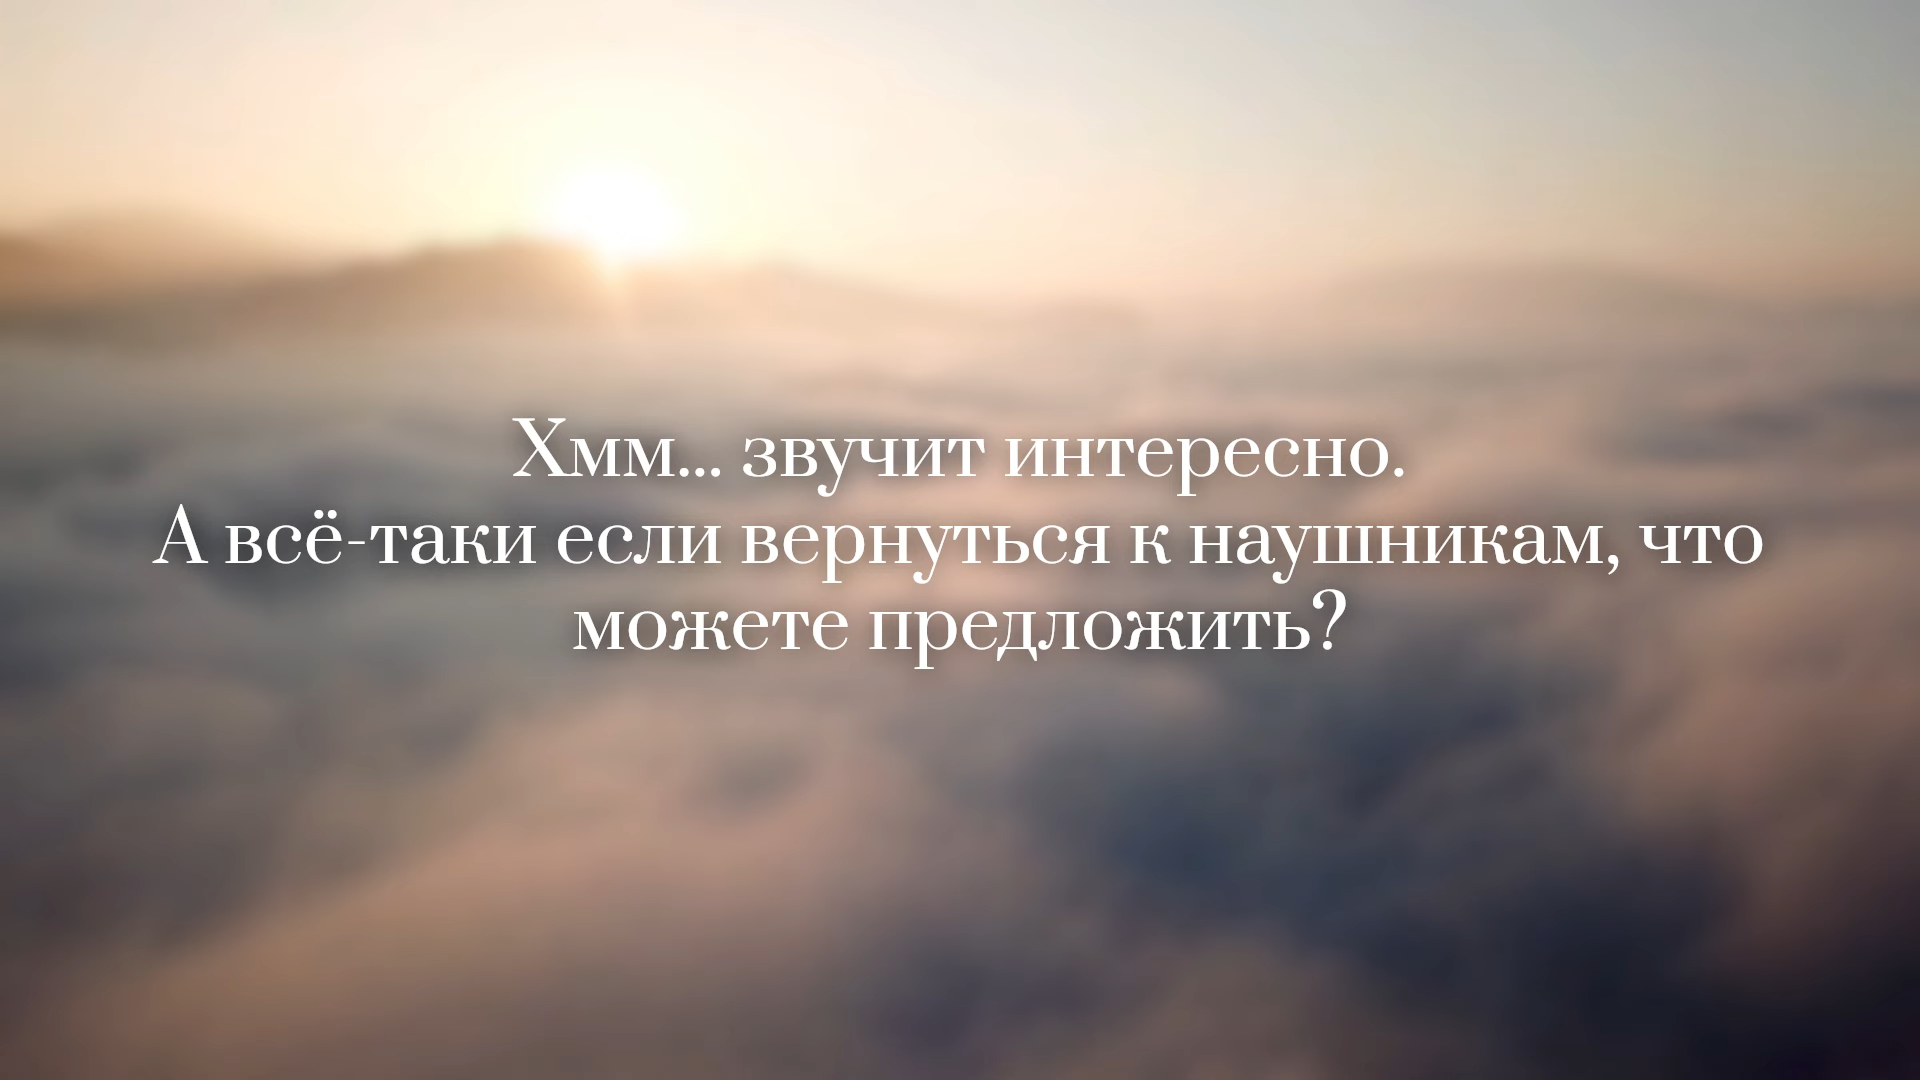 Хмм... звучит интересно.
А всё-таки если вернуться к наушникам, что
можете предложить?